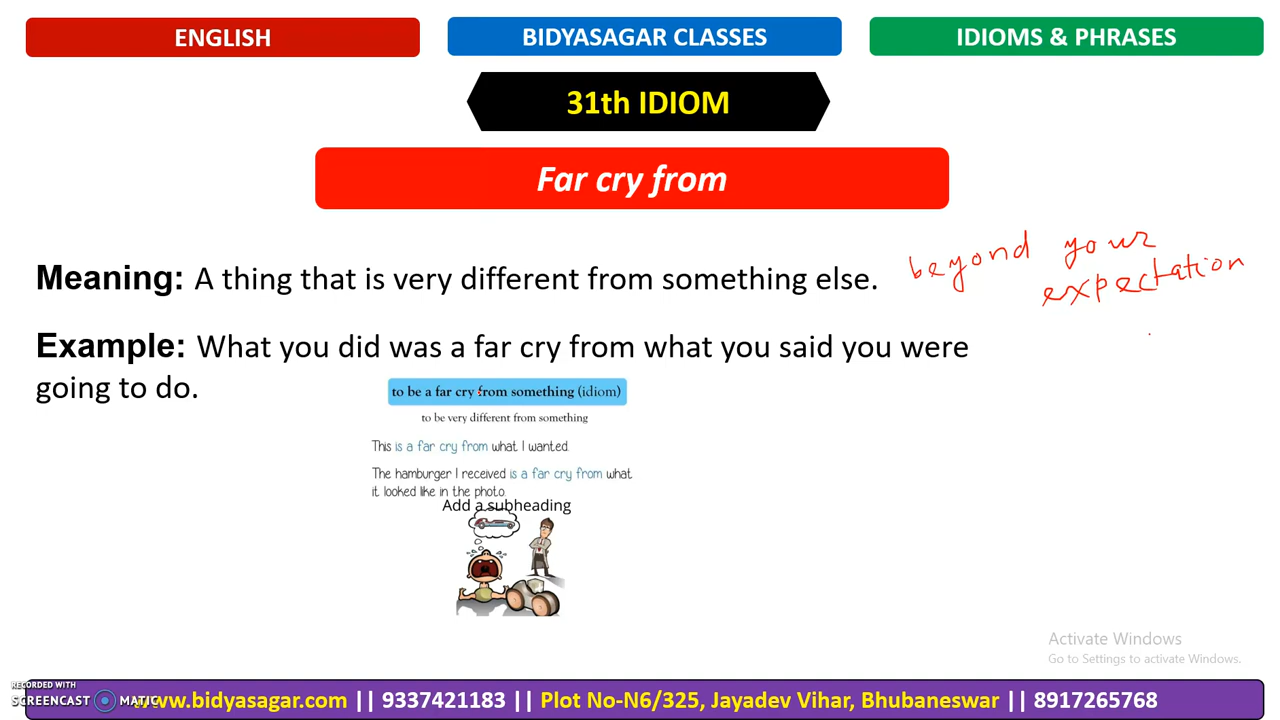 ENGLISH
BIDYASAGAR CLASSES
IDIOMS & PHRASES
31th IDIOM
Far cry from
beyond your
expectation
Meaning: A thing that is very different from something else.
Example: What you did was a far cry from what you said you were
going to do.
to be a far cry from something (idiom)
to be very different from something
This is a far cry from what I wanted.
The hamburger I received is a far cry from what
it looked like in the photo.
Add a subheading
Activate Windows
Go to Settings to activate Windows.
RECORDED WITH
SCREENCAST MATIC
www.bidyasagar.com || 9337421183 || Plot No-N6/325, Jayadev Vihar, Bhubaneswar || 8917265768